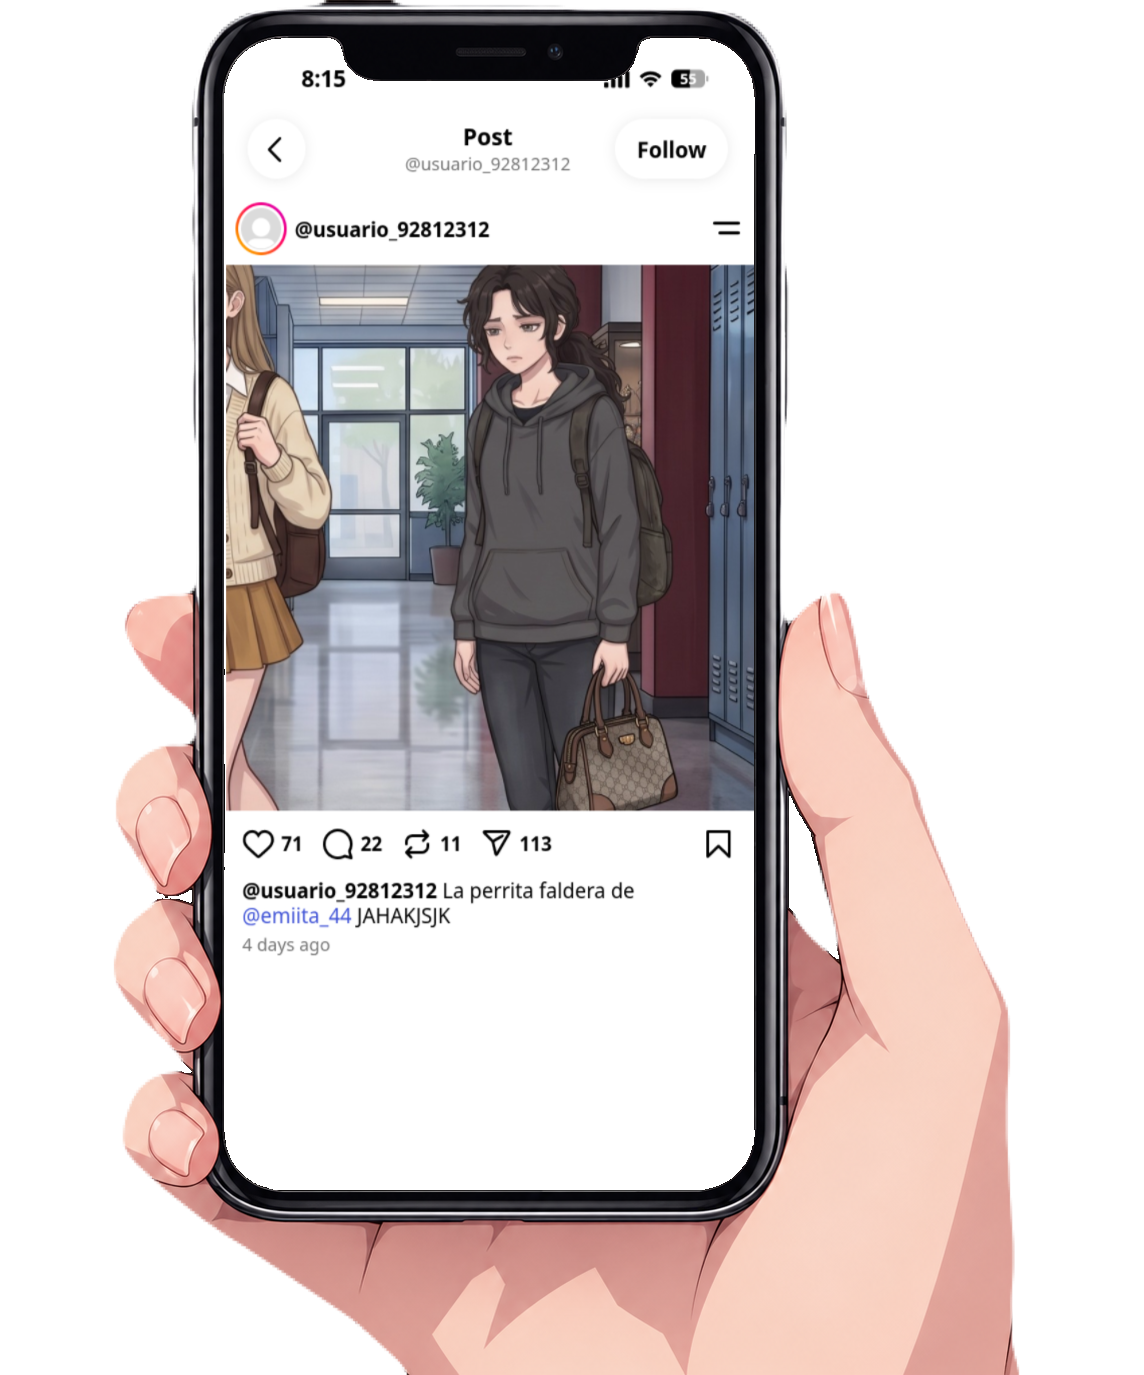 8:15
55
Post
@usuario_92812312
Follow
@usuario_92812312
71 22 11 113
@usuario_92812312 La perrita faldera de
@emiita_44 JAHAKJSJK
4 days ago